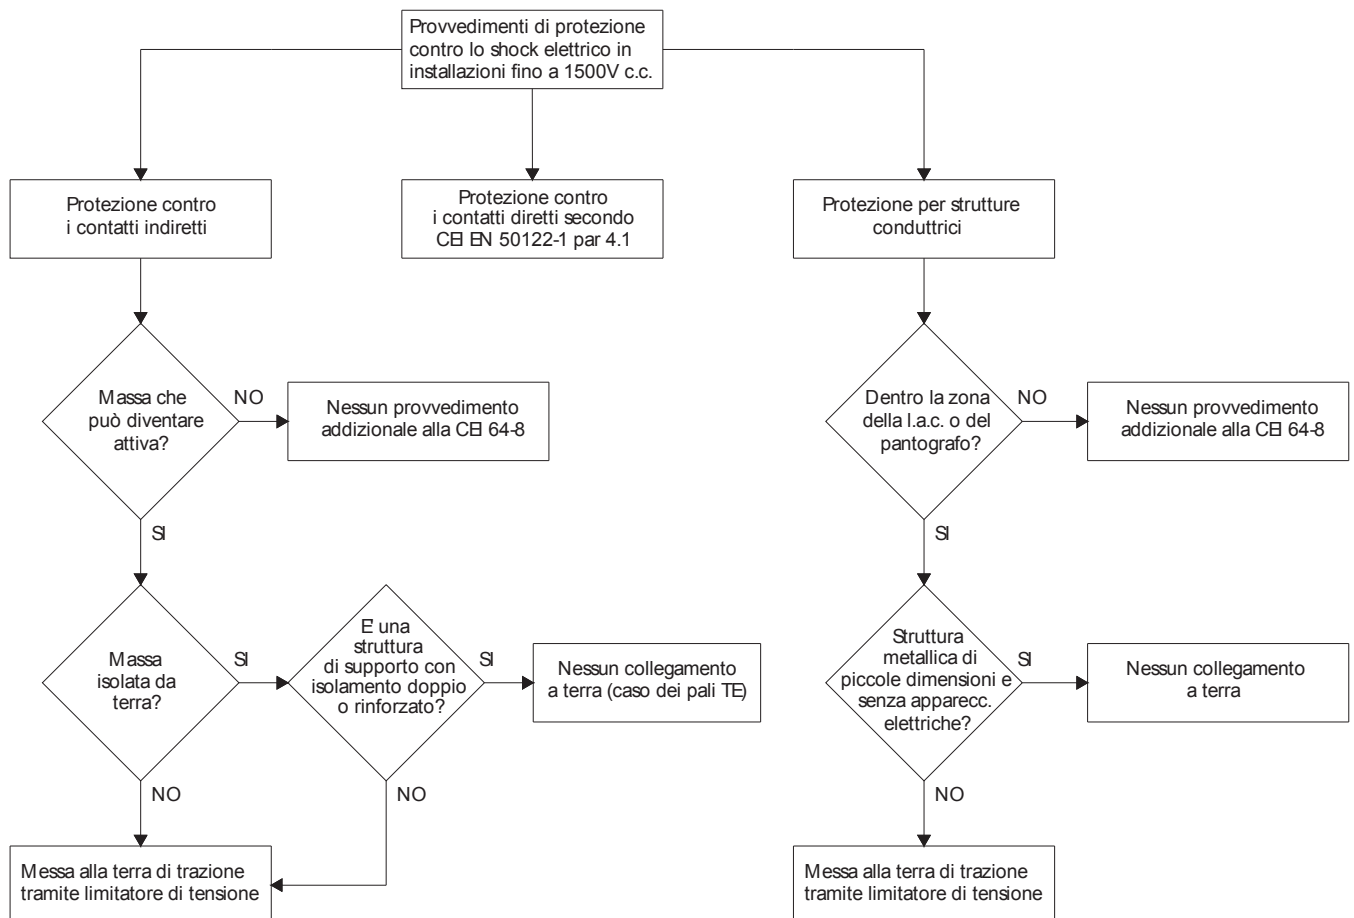 Provvedimenti di protezione
contro lo shock elettrico in
installazioni fino a 1500V c.c.
Protezione contro
i contatti indiretti
Protezione contro
i contatti diretti secondo
CEI EN 50122-1 par 4.1
Protezione per strutture
conduttrici
Massa che
può diventare
attiva?
NO
Nessun provvedimento
addizionale alla CEI 64-8
Dentro la zona
della l.a.c. o del
pantografo?
NO
Nessun provvedimento
addizionale alla CEI 64-8
SI
SI
Massa
isolata da
terra?
SI
E' una
struttura
di supporto con
isolamento doppio
o rinforzato?
SI
Nessun collegamento
a terra (caso dei pali TE)
Struttura
metallica di
piccole dimensioni e
senza apparecc.
elettriche?
SI
Nessun collegamento
a terra
NO
NO
NO
Messa alla terra di trazione
tramite limitatore di tensione
Messa alla terra di trazione
tramite limitatore di tensione